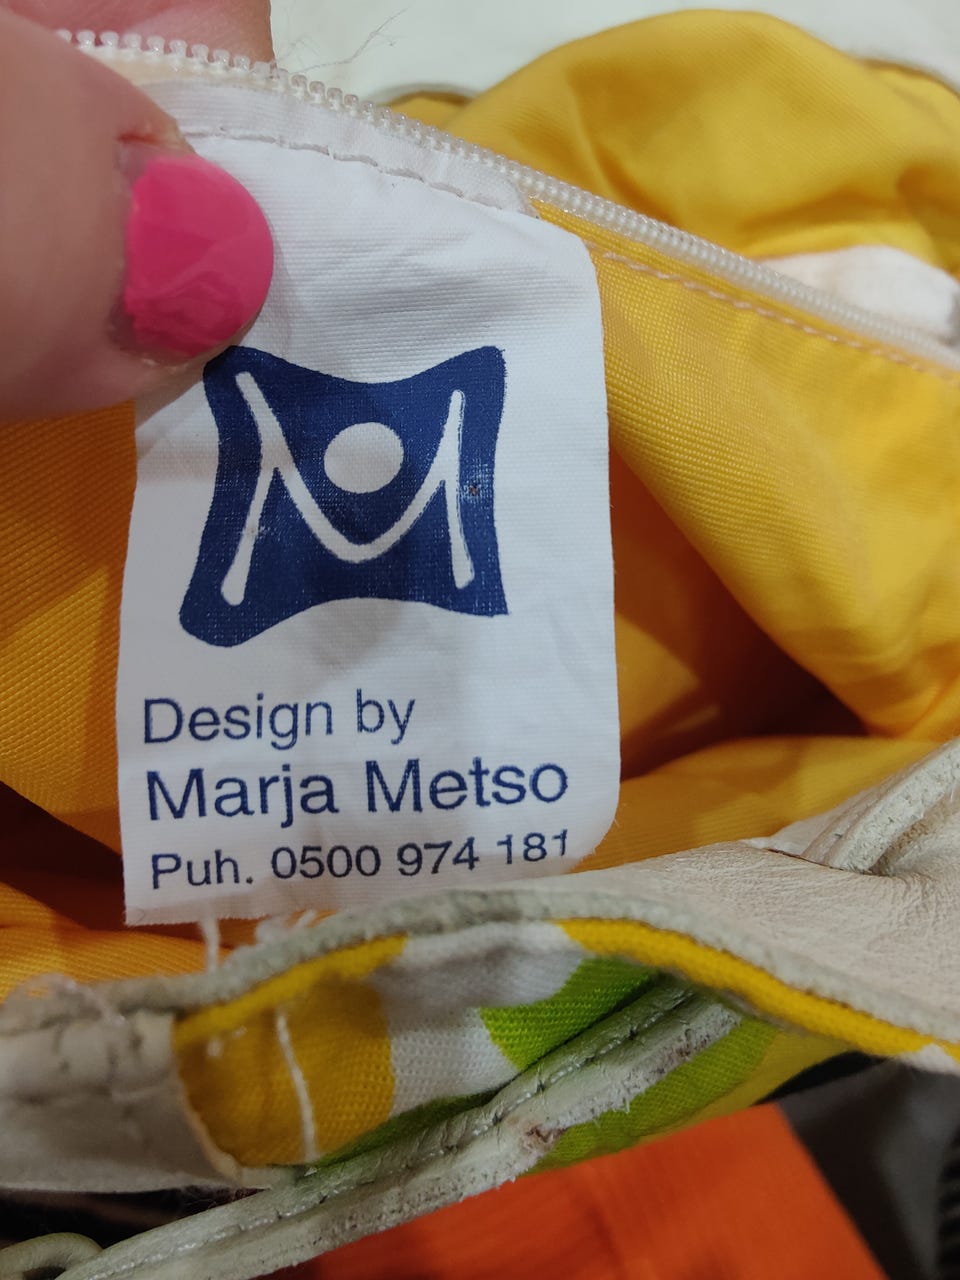 Design by
Marja Metso
Puh. 0500 974 181